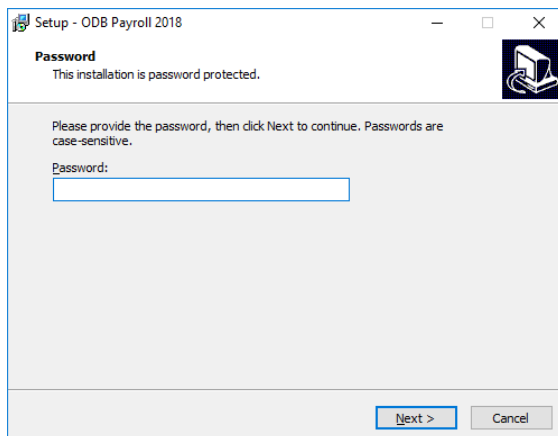 Setup - ODB Payroll 2018
Password
This installation is password protected.
Please provide the password, then click Next to continue. Passwords are
case-sensitive.
Password:
Next >
Cancel